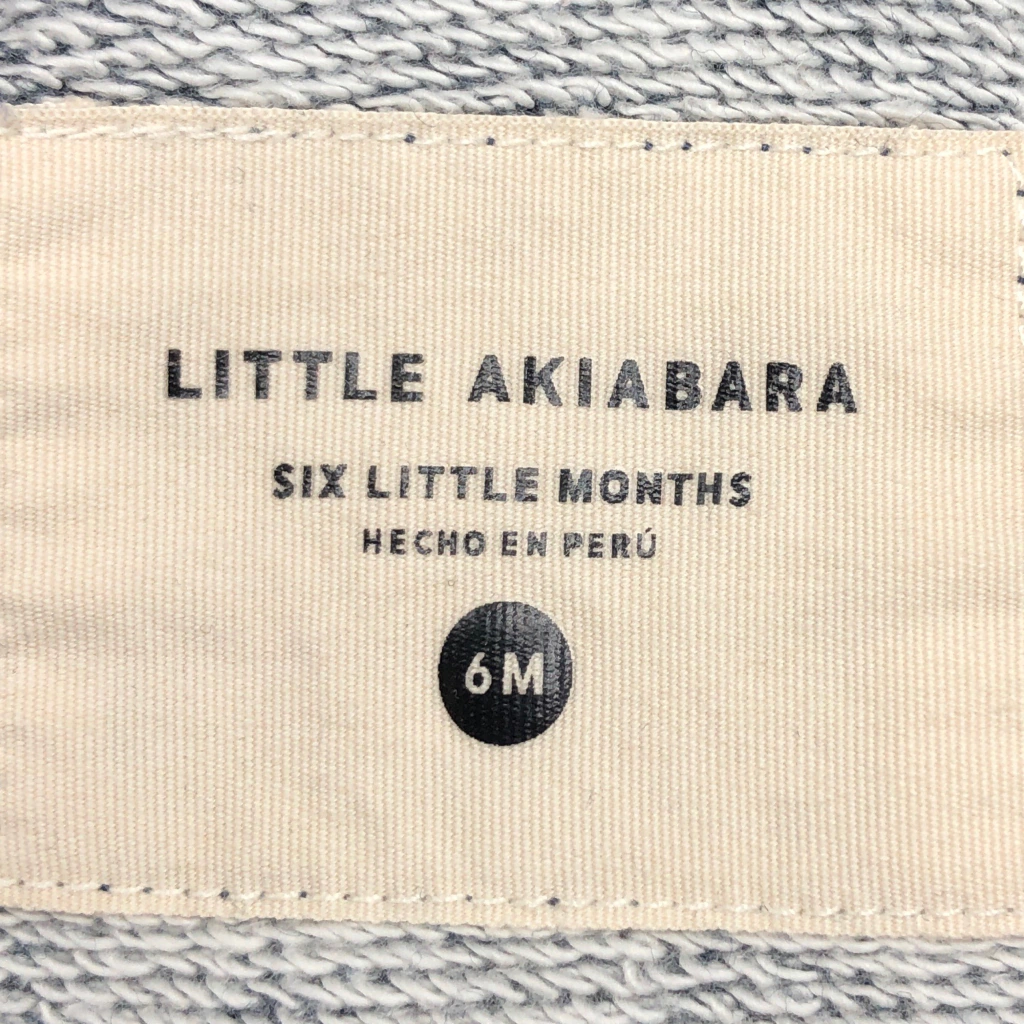 LITTLE AKIABARA
SIX LITTLE MONTHS
HECHO EN PERÚ
6M